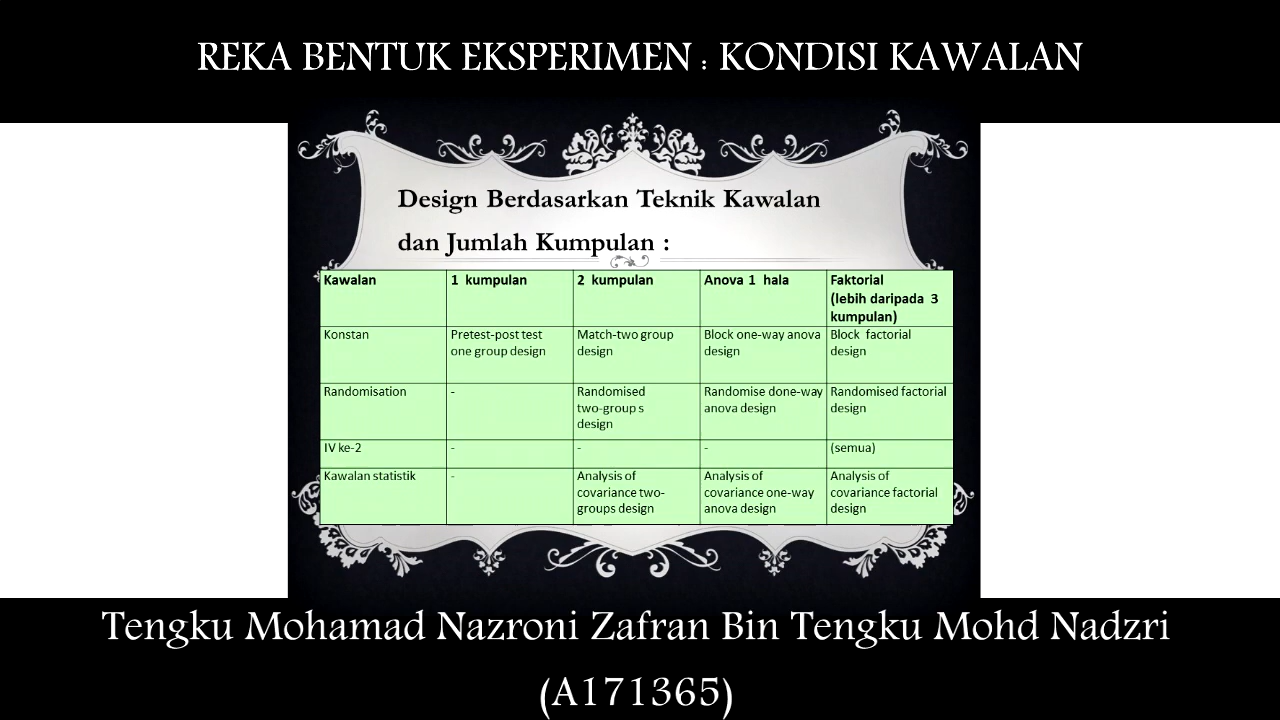 REKA BENTUK EKSPERIMEN : KONDISI KAWALAN
Design Berdasarkan Teknik Kawalan
dan Jumlah Kumpulan :
Kawalan
1 kumpulan
2 kumpulan
Anova 1 hala
Faktorial
(lebih daripada 3
kumpulan)
Konstan
Pretest-post test
one group design
Match-two group
design
Block one-way anova
design
Block factorial
design
Randomisation
-
Randomised
two-group s
design
Randomise done-way
anova design
Randomised factorial
design
IV ke-2
-
-
-
(semua)
Kawalan statistik
-
Analysis of
covariance two-
groups design
Analysis of
covariance one-way
anova design
Analysis of
covariance factorial
design
Tengku Mohamad Nazroni Zafran Bin Tengku Mohd Nadzri
(A171365)